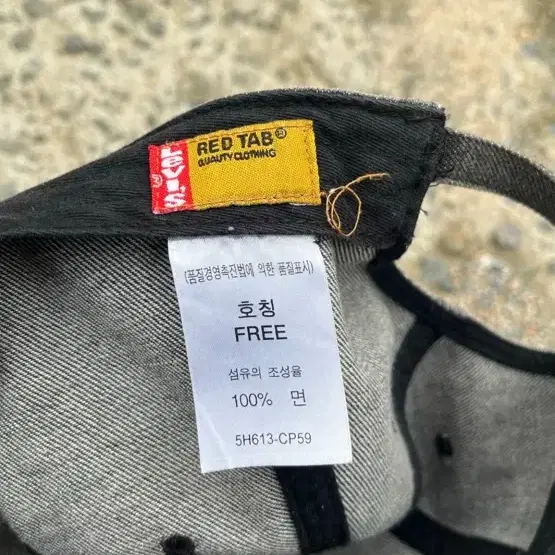 LEVI'S
RED TAB®
QUALITY CLOTHING
(품질경영촉진법에 의한 품질표시)
호칭
FREE
섬유의 조성율
100% 면
5H613-CP59